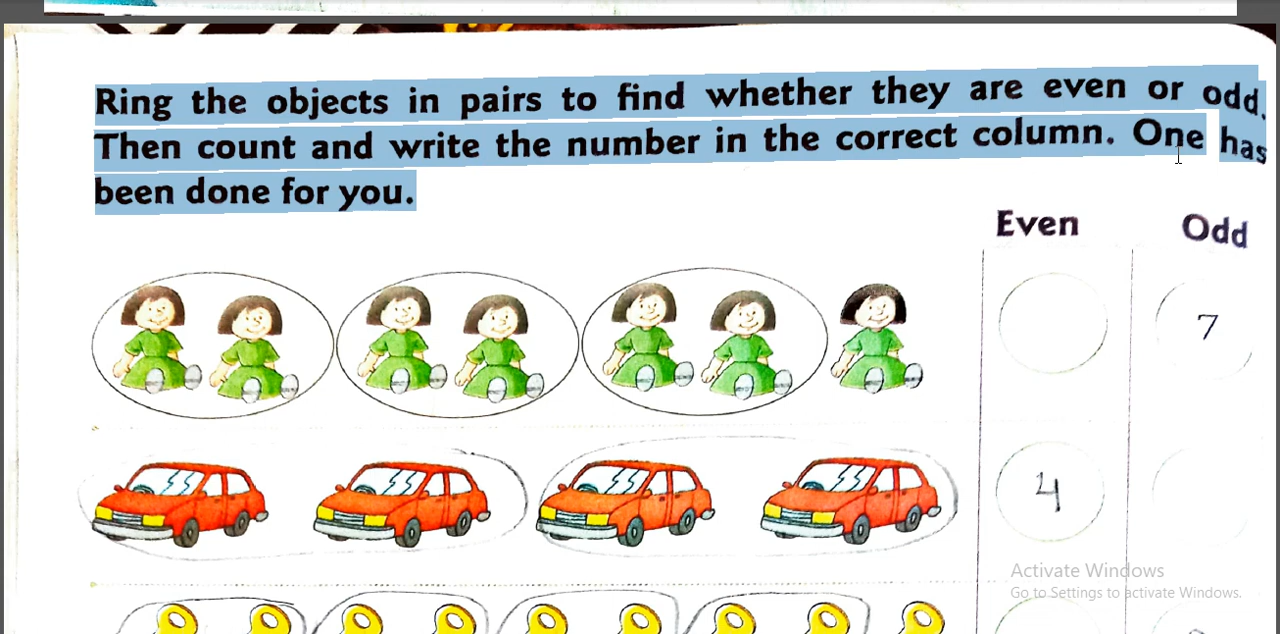 Ring the objects in pairs to find whether they are even or odd.
Then count and write the number in the correct column. One has
been done for you.
Even Odd
7
4
Activate Windows
Go to Settings to activate Windows.